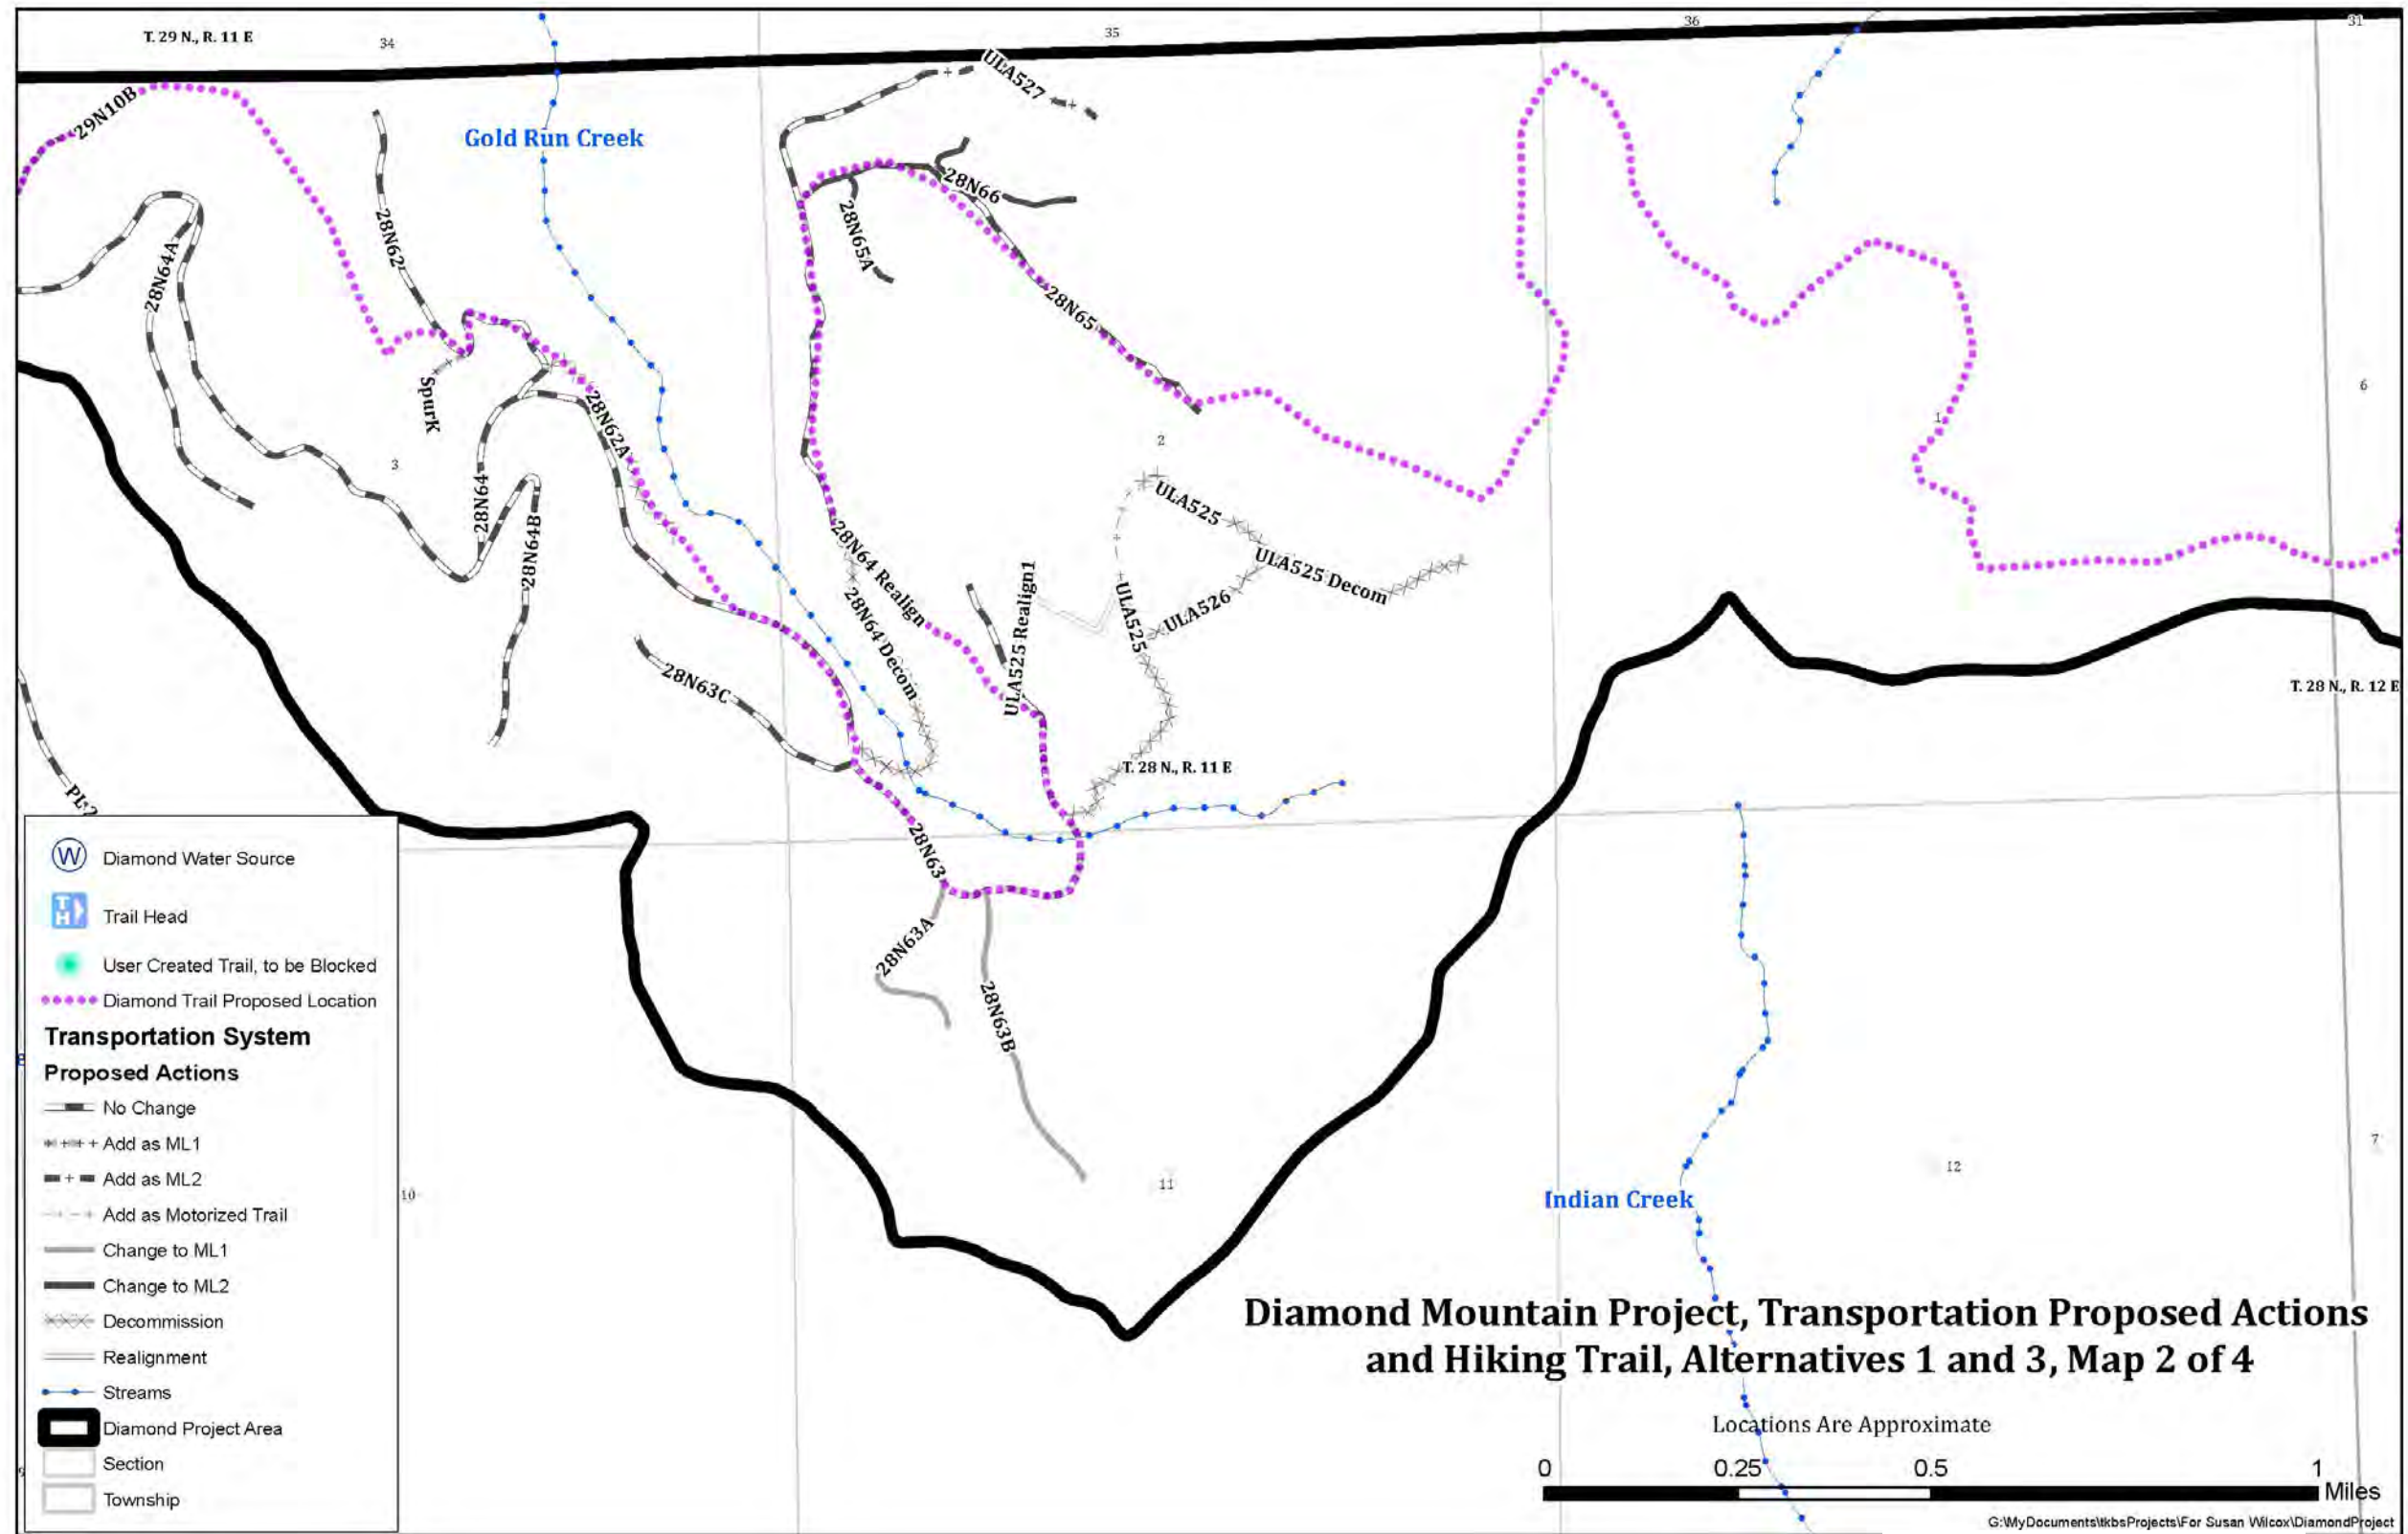 T. 29 N., R. 11 E
34
35
36
31
29N10B
Gold Run Creek
ULA527
28N62
28N66
28N65A
28N64A
28N65
SpurK
28N62A
3
2
1
6
28N64
28N64B
ULA525
28N64 Realign
ULA525 Decom
28N64 Decom
ULA525 Realign1
ULA525
ULA526
28N63C
T. 28 N., R. 12 E
T. 28 N., R. 11 E
28N63
28N63A
28N63B
10
11
12
7
Indian Creek
W Diamond Water Source
TH Trail Head
User Created Trail, to be Blocked
Diamond Trail Proposed Location
Transportation System
Proposed Actions
No Change
Add as ML1
Add as ML2
Add as Motorized Trail
Change to ML1
Change to ML2
Decommission
Realignment
Streams
Diamond Project Area
Section
Township
Diamond Mountain Project, Transportation Proposed Actions
and Hiking Trail, Alternatives 1 and 3, Map 2 of 4
Locations Are Approximate
0 0.25 0.5 1
Miles
G:\MyDocuments\tkbsProjects\For Susan Wilcox\DiamondProject